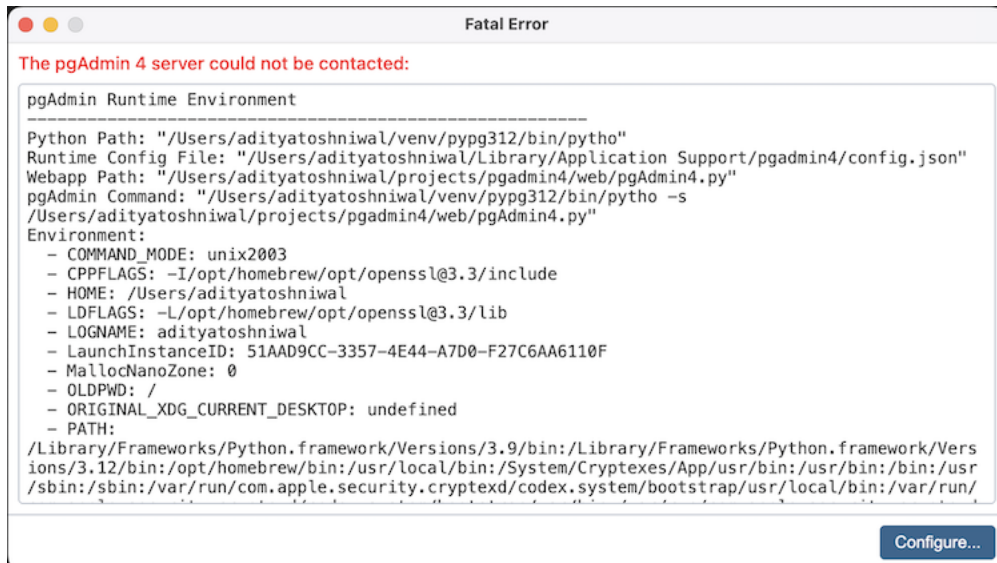 Fatal Error
The pgAdmin 4 server could not be contacted:
pgAdmin Runtime Environment
--------------------------------------------------------
Python Path: "/Users/adityatoshniwal/venv/pypg312/bin/pytho"
Runtime Config File: "/Users/adityatoshniwal/Library/Application Support/pgadmin4/config.json"
Webapp Path: "/Users/adityatoshniwal/projects/pgadmin4/web/pgAdmin4.py"
pgAdmin Command: "/Users/adityatoshniwal/venv/pypg312/bin/pytho -s
/Users/adityatoshniwal/projects/pgadmin4/web/pgAdmin4.py"
Environment:
- COMMAND_MODE: unix2003
- CPPFLAGS: -I/opt/homebrew/opt/openssl@3.3/include
- HOME: /Users/adityatoshniwal
- LDFLAGS: -L/opt/homebrew/opt/openssl@3.3/lib
- LOGNAME: adityatoshniwal
- LaunchInstanceID: 51AAD9CC-3357-4E44-A7D0-F27C6AA6110F
- MallocNanoZone: 0
- OLDPWD: /
- ORIGINAL_XDG_CURRENT_DESKTOP: undefined
- PATH:
/Library/Frameworks/Python.framework/Versions/3.9/bin:/Library/Frameworks/Python.framework/Vers
ions/3.12/bin:/opt/homebrew/bin:/usr/local/bin:/System/Cryptexes/App/usr/bin:/usr/bin:/bin:/usr
/sbin:/sbin:/var/run/com.apple.security.cryptexd/codex.system/bootstrap/usr/local/bin:/var/run/
Configure...